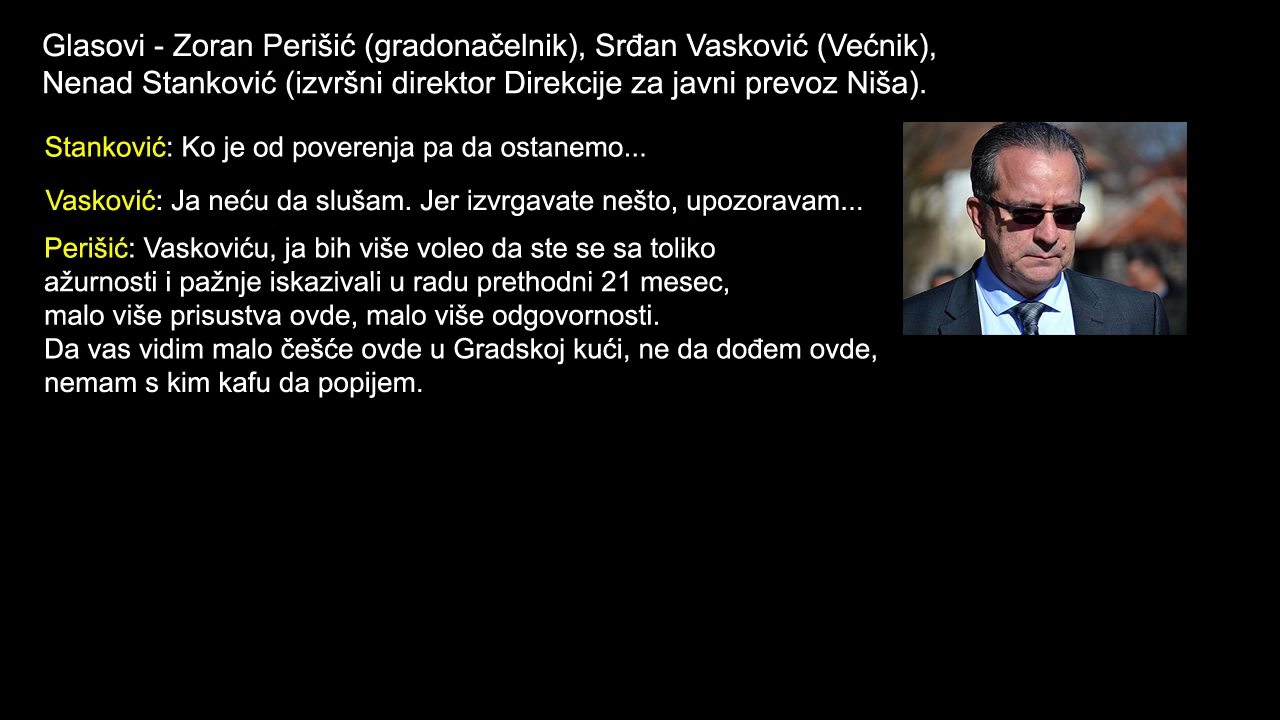 Glasovi - Zoran Perišić (gradonačelnik), Srđan Vasković (Većnik),
Nenad Stanković (izvršni direktor Direkcije za javni prevoz Niša).
Stanković: Ko je od poverenja pa da ostanemo...
Vasković: Ja neću da slušam. Jer izvrgavate nešto, upozoravam...
Perišić: Vaskoviću, ja bih više voleo da ste se sa toliko
ažurnosti i pažnje iskazivali u radu prethodni 21 mesec,
malo više prisustva ovde, malo više odgovornosti.
Da vas vidim malo češće ovde u Gradskoj kući, ne da dođem ovde,
nemam s kim kafu da popijem.